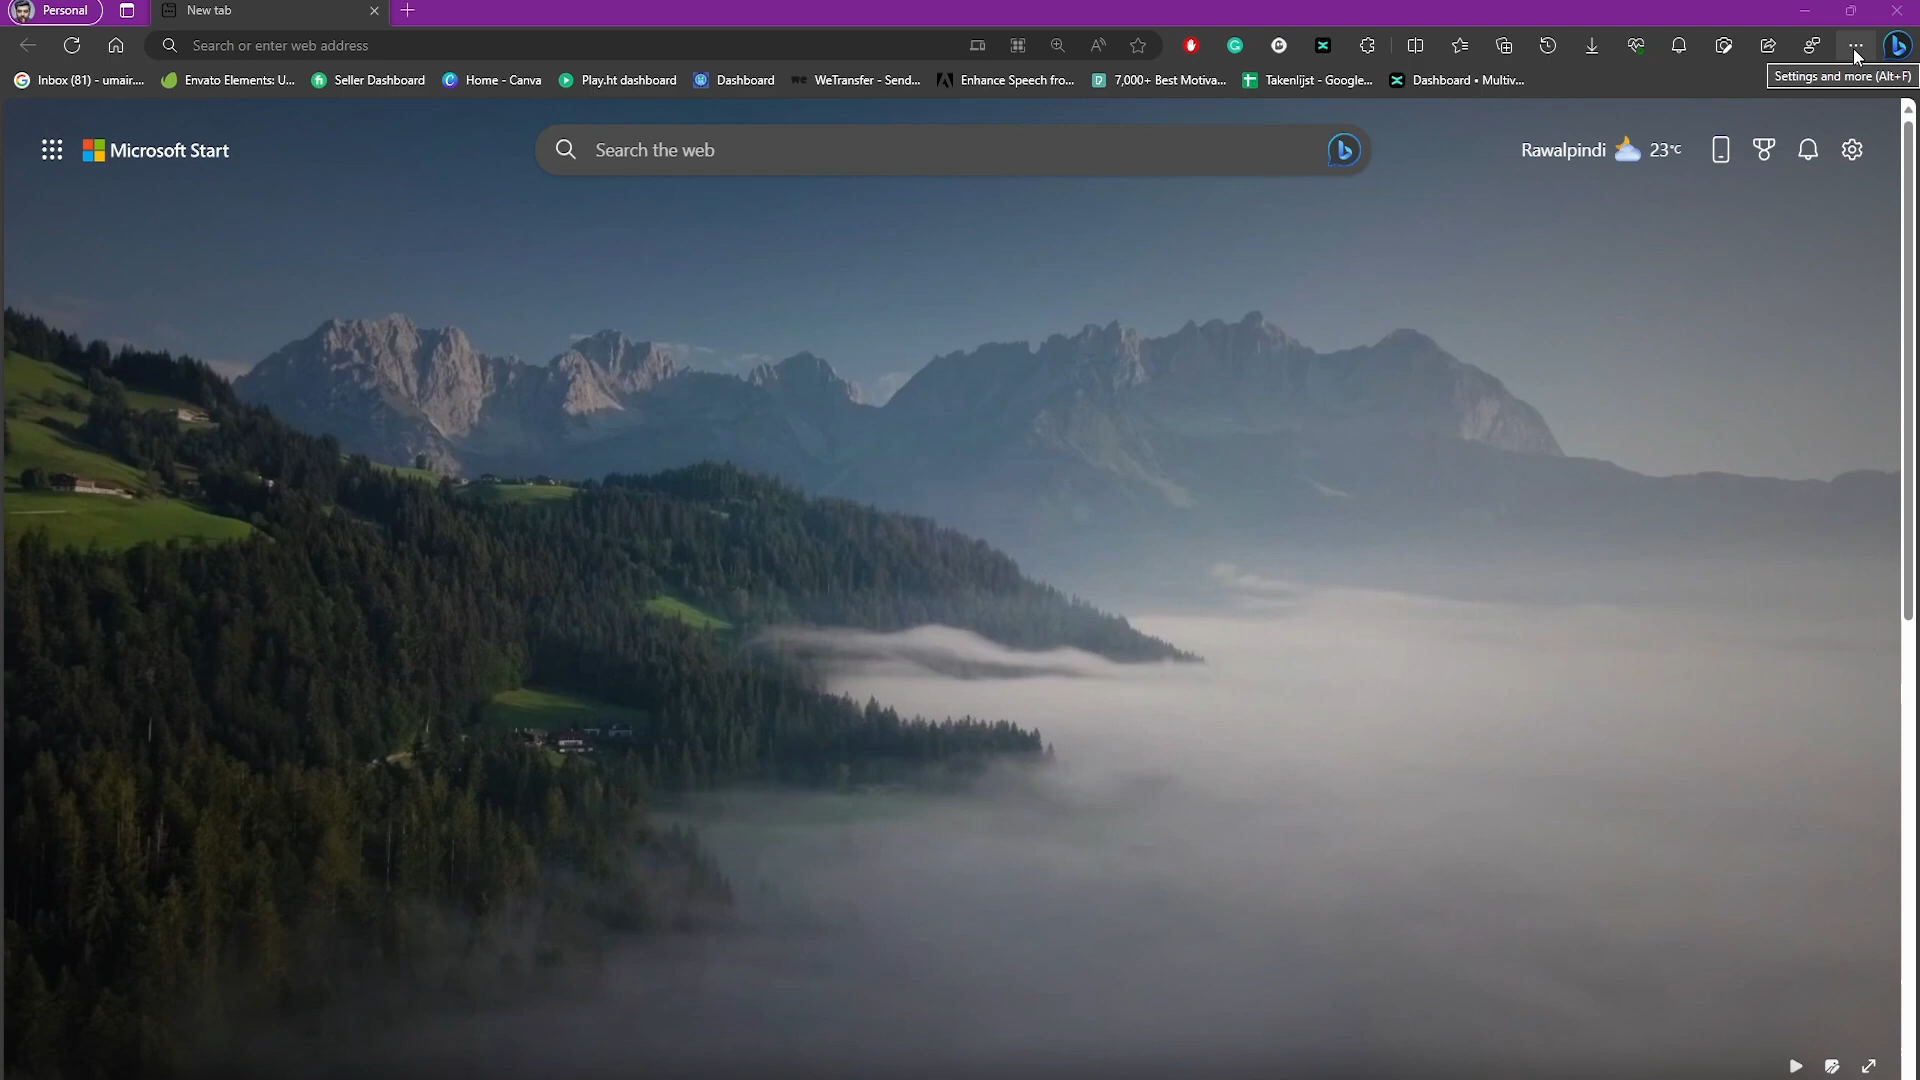 Personal
New tab
Search or enter web address
Inbox (81) - umair.... Envato Elements: U... Seller Dashboard Home - Canva Play.ht dashboard Dashboard WeTransfer - Send... Enhance Speech fro... 7,000+ Best Motiva... Takenlijst - Google... Dashboard • Multiv...
Settings and more (Alt+F)
Microsoft Start
Search the web
Rawalpindi 23°C